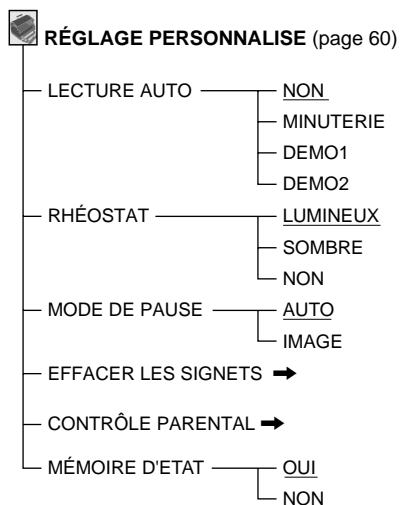 RÉGLAGE PERSONNALISE (page 60)
LECTURE AUTO NON
MINUTERIE
DEMO1
DEMO2
RHÉOSTAT LUMINEUX
SOMBRE
NON
MODE DE PAUSE AUTO
IMAGE
EFFACER LES SIGNETS ➞
CONTRÔLE PARENTAL ➞
MÉMOIRE D'ETAT OUI
NON